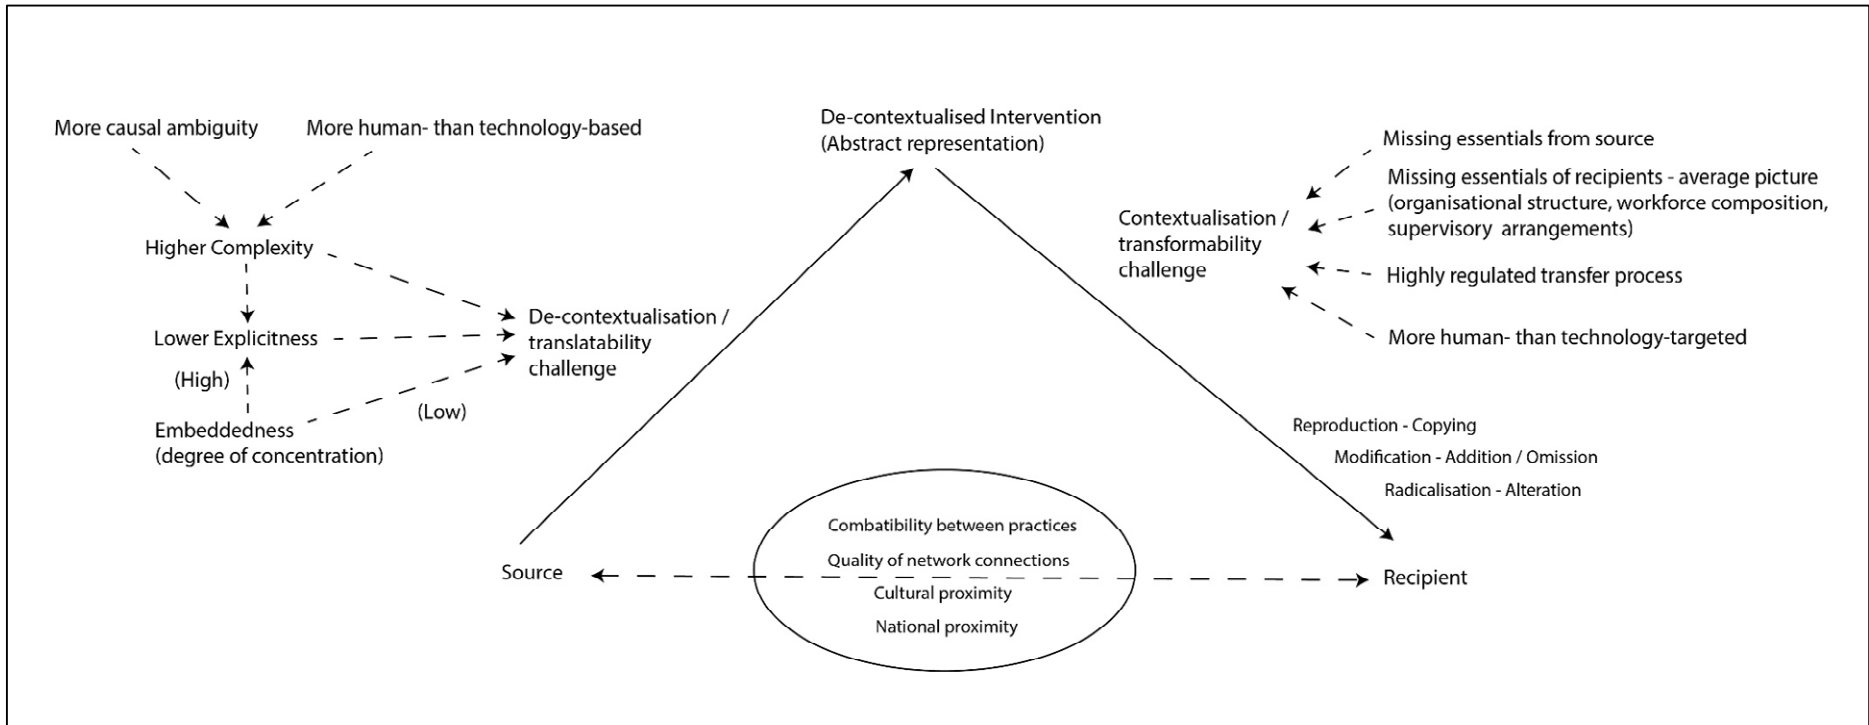 More causal ambiguity
More human- than technology-based
Higher Complexity
Lower Explicitness
(High)
Embeddedness
(degree of concentration)
(Low)
De-contextualisation /
translatability
challenge
De-contextualised Intervention
(Abstract representation)
Contextualisation /
transformability
challenge
Missing essentials from source
Missing essentials of recipients - average picture
(organisational structure, workforce composition,
supervisory arrangements)
Highly regulated transfer process
More human- than technology-targeted
Reproduction - Copying
Modification - Addition / Omission
Radicalisation - Alteration
Source
Combatibility between practices
Quality of network connections
Cultural proximity
National proximity
Recipient